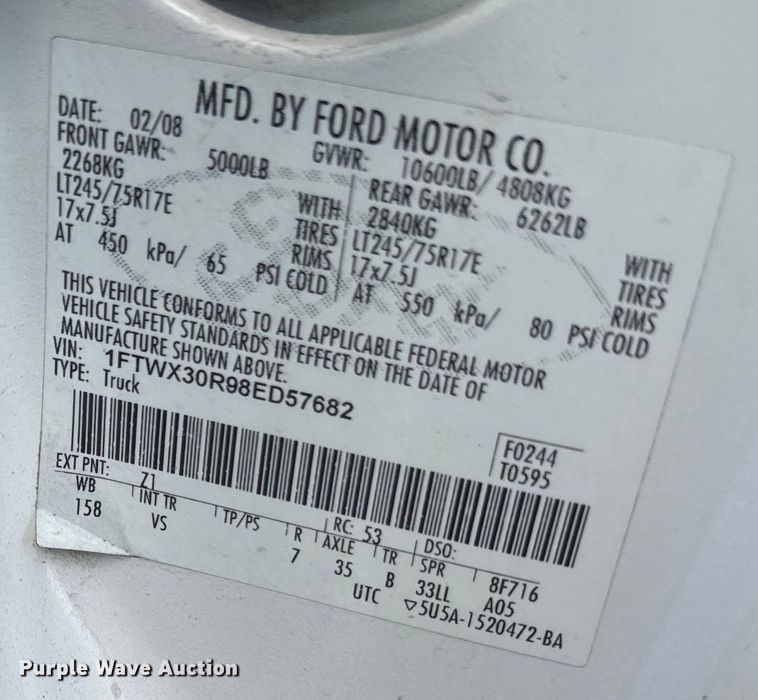 MFD. BY FORD MOTOR CO.
DATE: 02/08 GVWR: 10600LB/ 4808KG
FRONT GAWR: 5000LB REAR GAWR: 6262LB
2268KG WITH 2840KG WITH
LT245/75R17E TIRES LT245/75R17E TIRES
17x7.5J RIMS 17x7.5J RIMS
AT 450 kPa/ 65 PSI COLD AT 550 kPa/ 80 PSI COLD
THIS VEHICLE CONFORMS TO ALL APPLICABLE FEDERAL MOTOR
VEHICLE SAFETY STANDARDS IN EFFECT ON THE DATE OF
MANUFACTURE SHOWN ABOVE.
VIN: 1FTWX30R98ED57682
TYPE: Truck
F0244
T0595
EXT PNT: Z1 RC: 53 DSO:
WB INT TR TP/PS R AXLE TR SPR 8F716
158 VS 7 35 B 33LL A05
UTC ▽5U5A-1520472-BA
Purple Wave Auction